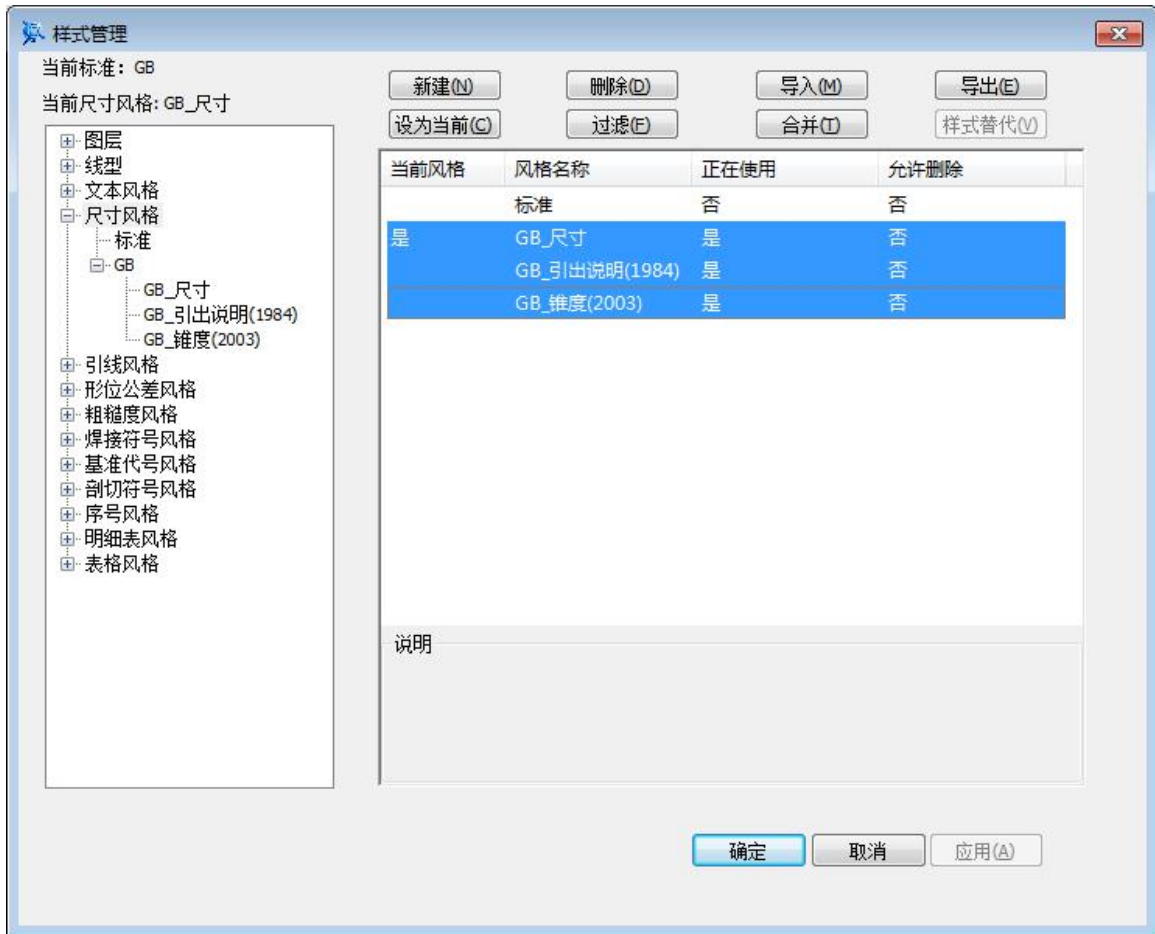 样式管理
当前标准: GB
当前尺寸风格: GB_尺寸
新建(N) 删除(D) 导入(M) 导出(E)
设为当前(C) 过滤(F) 合并(T) 样式替代(V)
图层
线型
文本风格
尺寸风格
标准
GB
GB_尺寸
GB_引出说明(1984)
GB_锥度(2003)
引线风格
形位公差风格
粗糙度风格
焊接符号风格
基准代号风格
剖切符号风格
序号风格
明细表风格
表格风格
当前风格 风格名称 正在使用 允许删除
标准 否 否
是 GB_尺寸 是 否
GB_引出说明(1984) 是 否
GB_锥度(2003) 是 否
说明
确定 取消 应用(A)